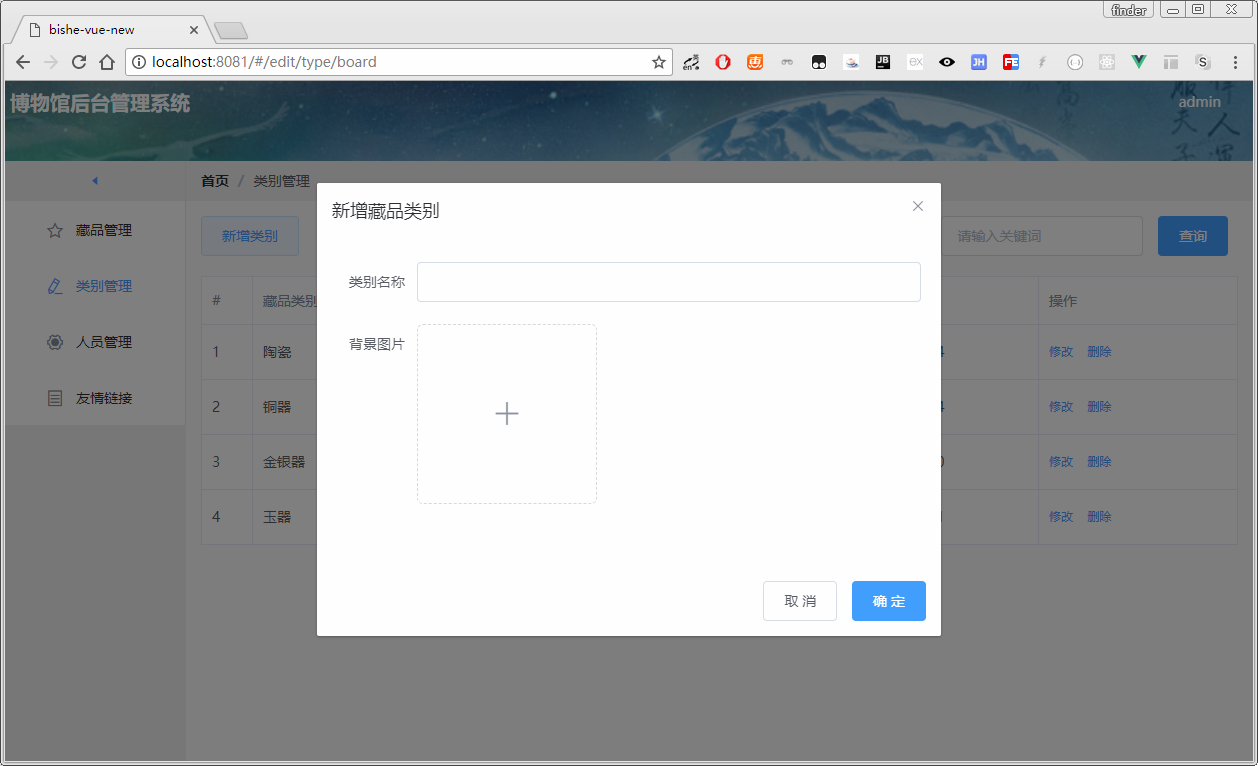 finder
bishe-vue-new
localhost:8081/#/edit/type/board
博物馆后台管理系统
admin
首页 / 类别管理
藏品管理
类别管理
人员管理
友情链接
新增类别
请输入关键词
查询
# 藏品类别 操作
1 陶瓷 修改 删除
2 铜器 修改 删除
3 金银器 修改 删除
4 玉器 修改 删除
新增藏品类别
类别名称
背景图片
取 消
确 定